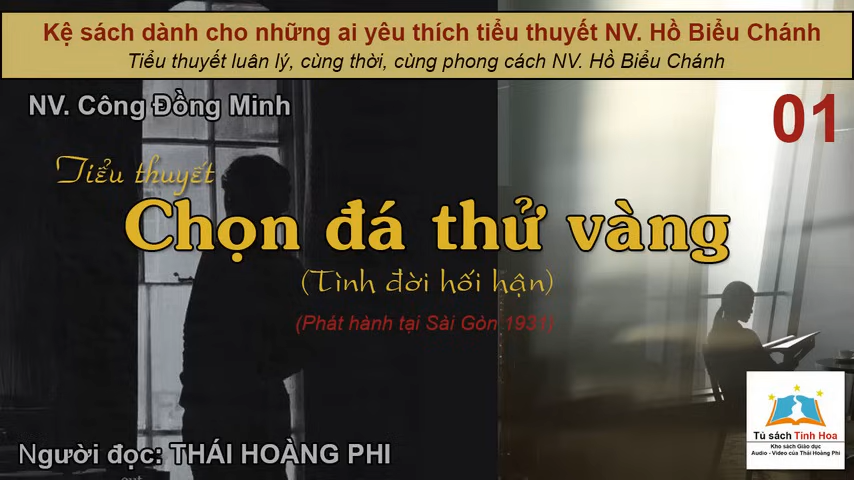 Kệ sách dành cho những ai yêu thích tiểu thuyết NV. Hồ Biểu Chánh
Tiểu thuyết luân lý, cùng thời, cùng phong cách NV. Hồ Biểu Chánh
NV. Công Đồng Minh
01
Tiểu thuyết
Chọn đá thử vàng
(Tình đời hối hận)
(Phát hành tại Sài Gòn 1931)
Tủ sách Tinh Hoa
Kho sách Giáo dục
Audio - Video của Thái Hoàng Phi
Người đọc: THÁI HOÀNG PHI